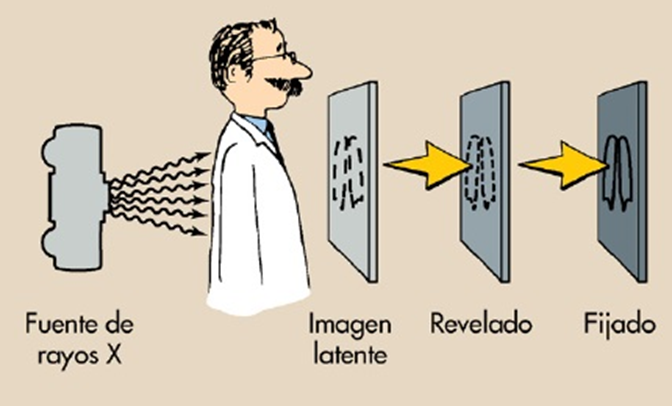 Fuente de
rayos X
Imagen
latente
Revelado
Fijado